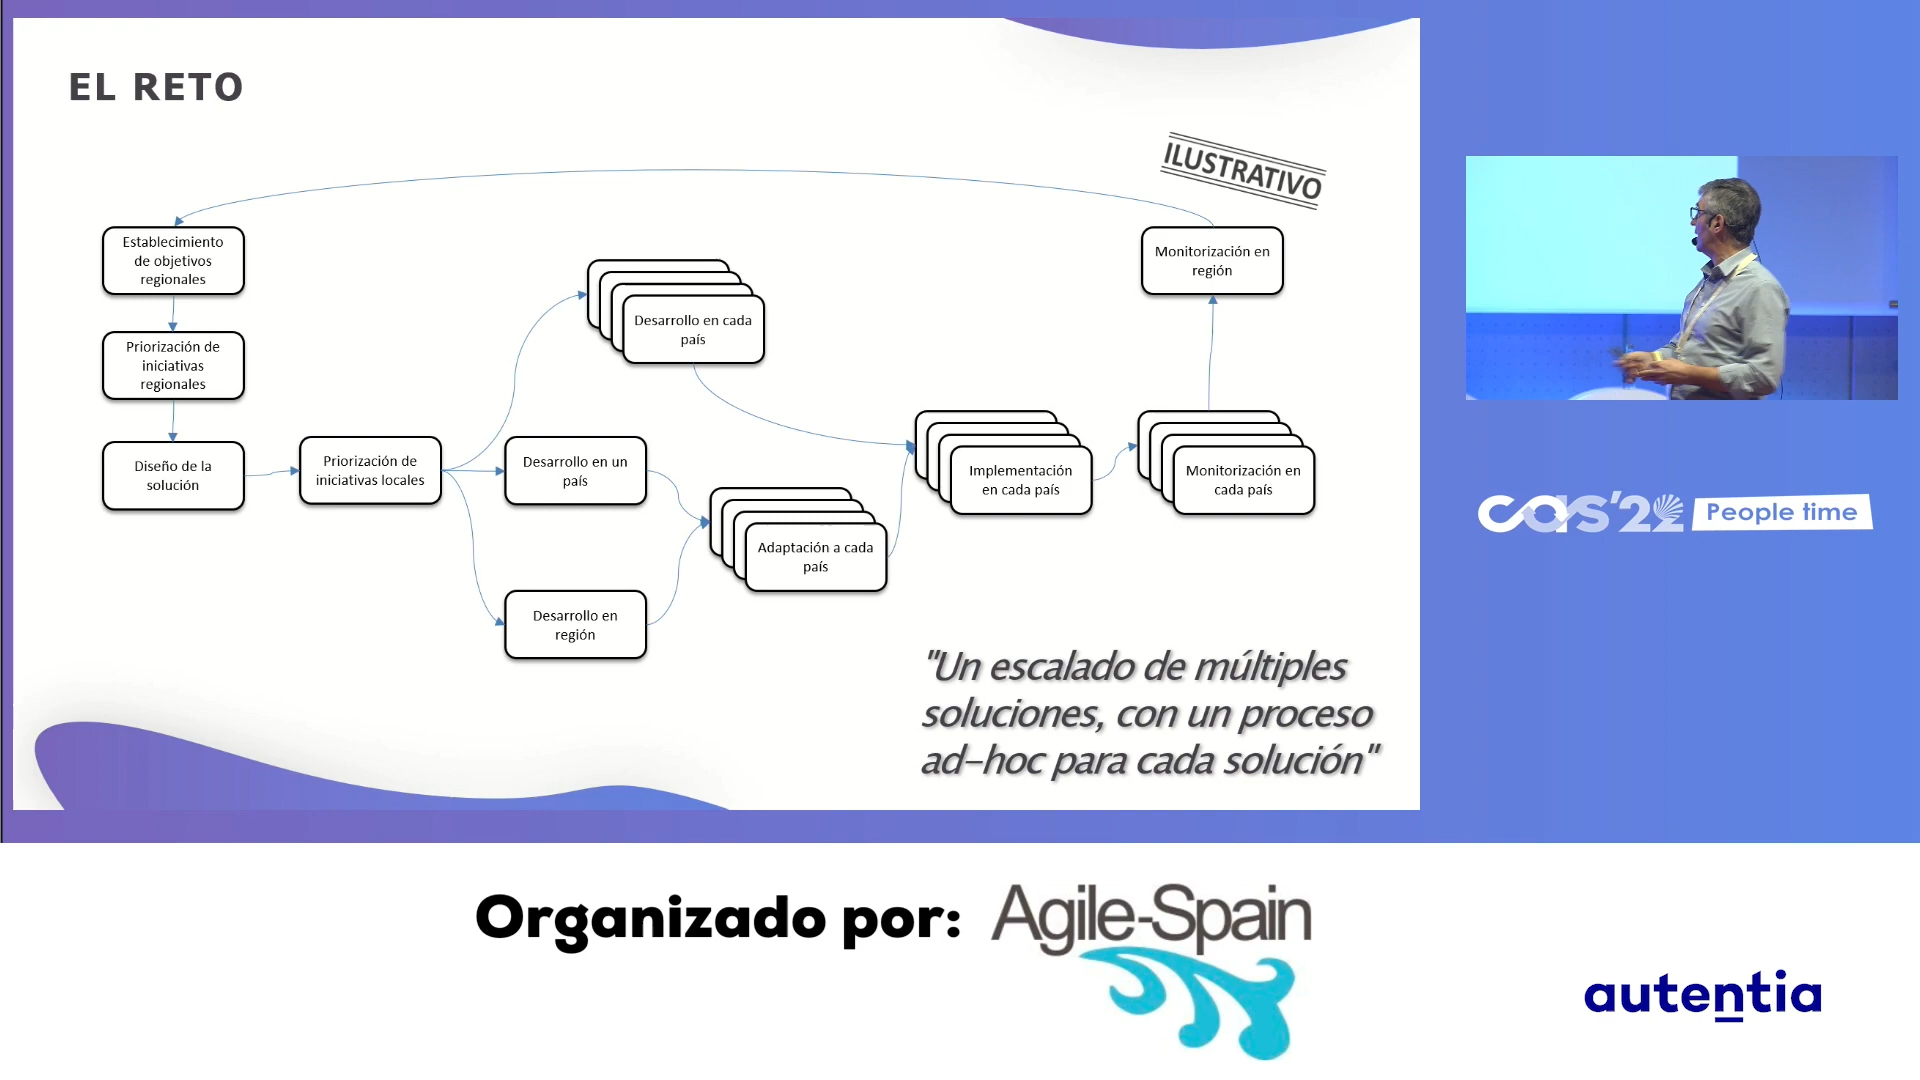 EL RETO
ILUSTRATIVO
Establecimiento
de objetivos
regionales
Priorización de
iniciativas
regionales
Diseño de la
solución
Priorización de
iniciativas locales
Desarrollo en cada
país
Desarrollo en un
país
Desarrollo en
región
Adaptación a cada
país
Implementación
en cada país
Monitorización en
cada país
Monitorización en
región
"Un escalado de múltiples
soluciones, con un proceso
ad-hoc para cada solución"
cas'22 People time
Organizado por: Agile-Spain
autentia